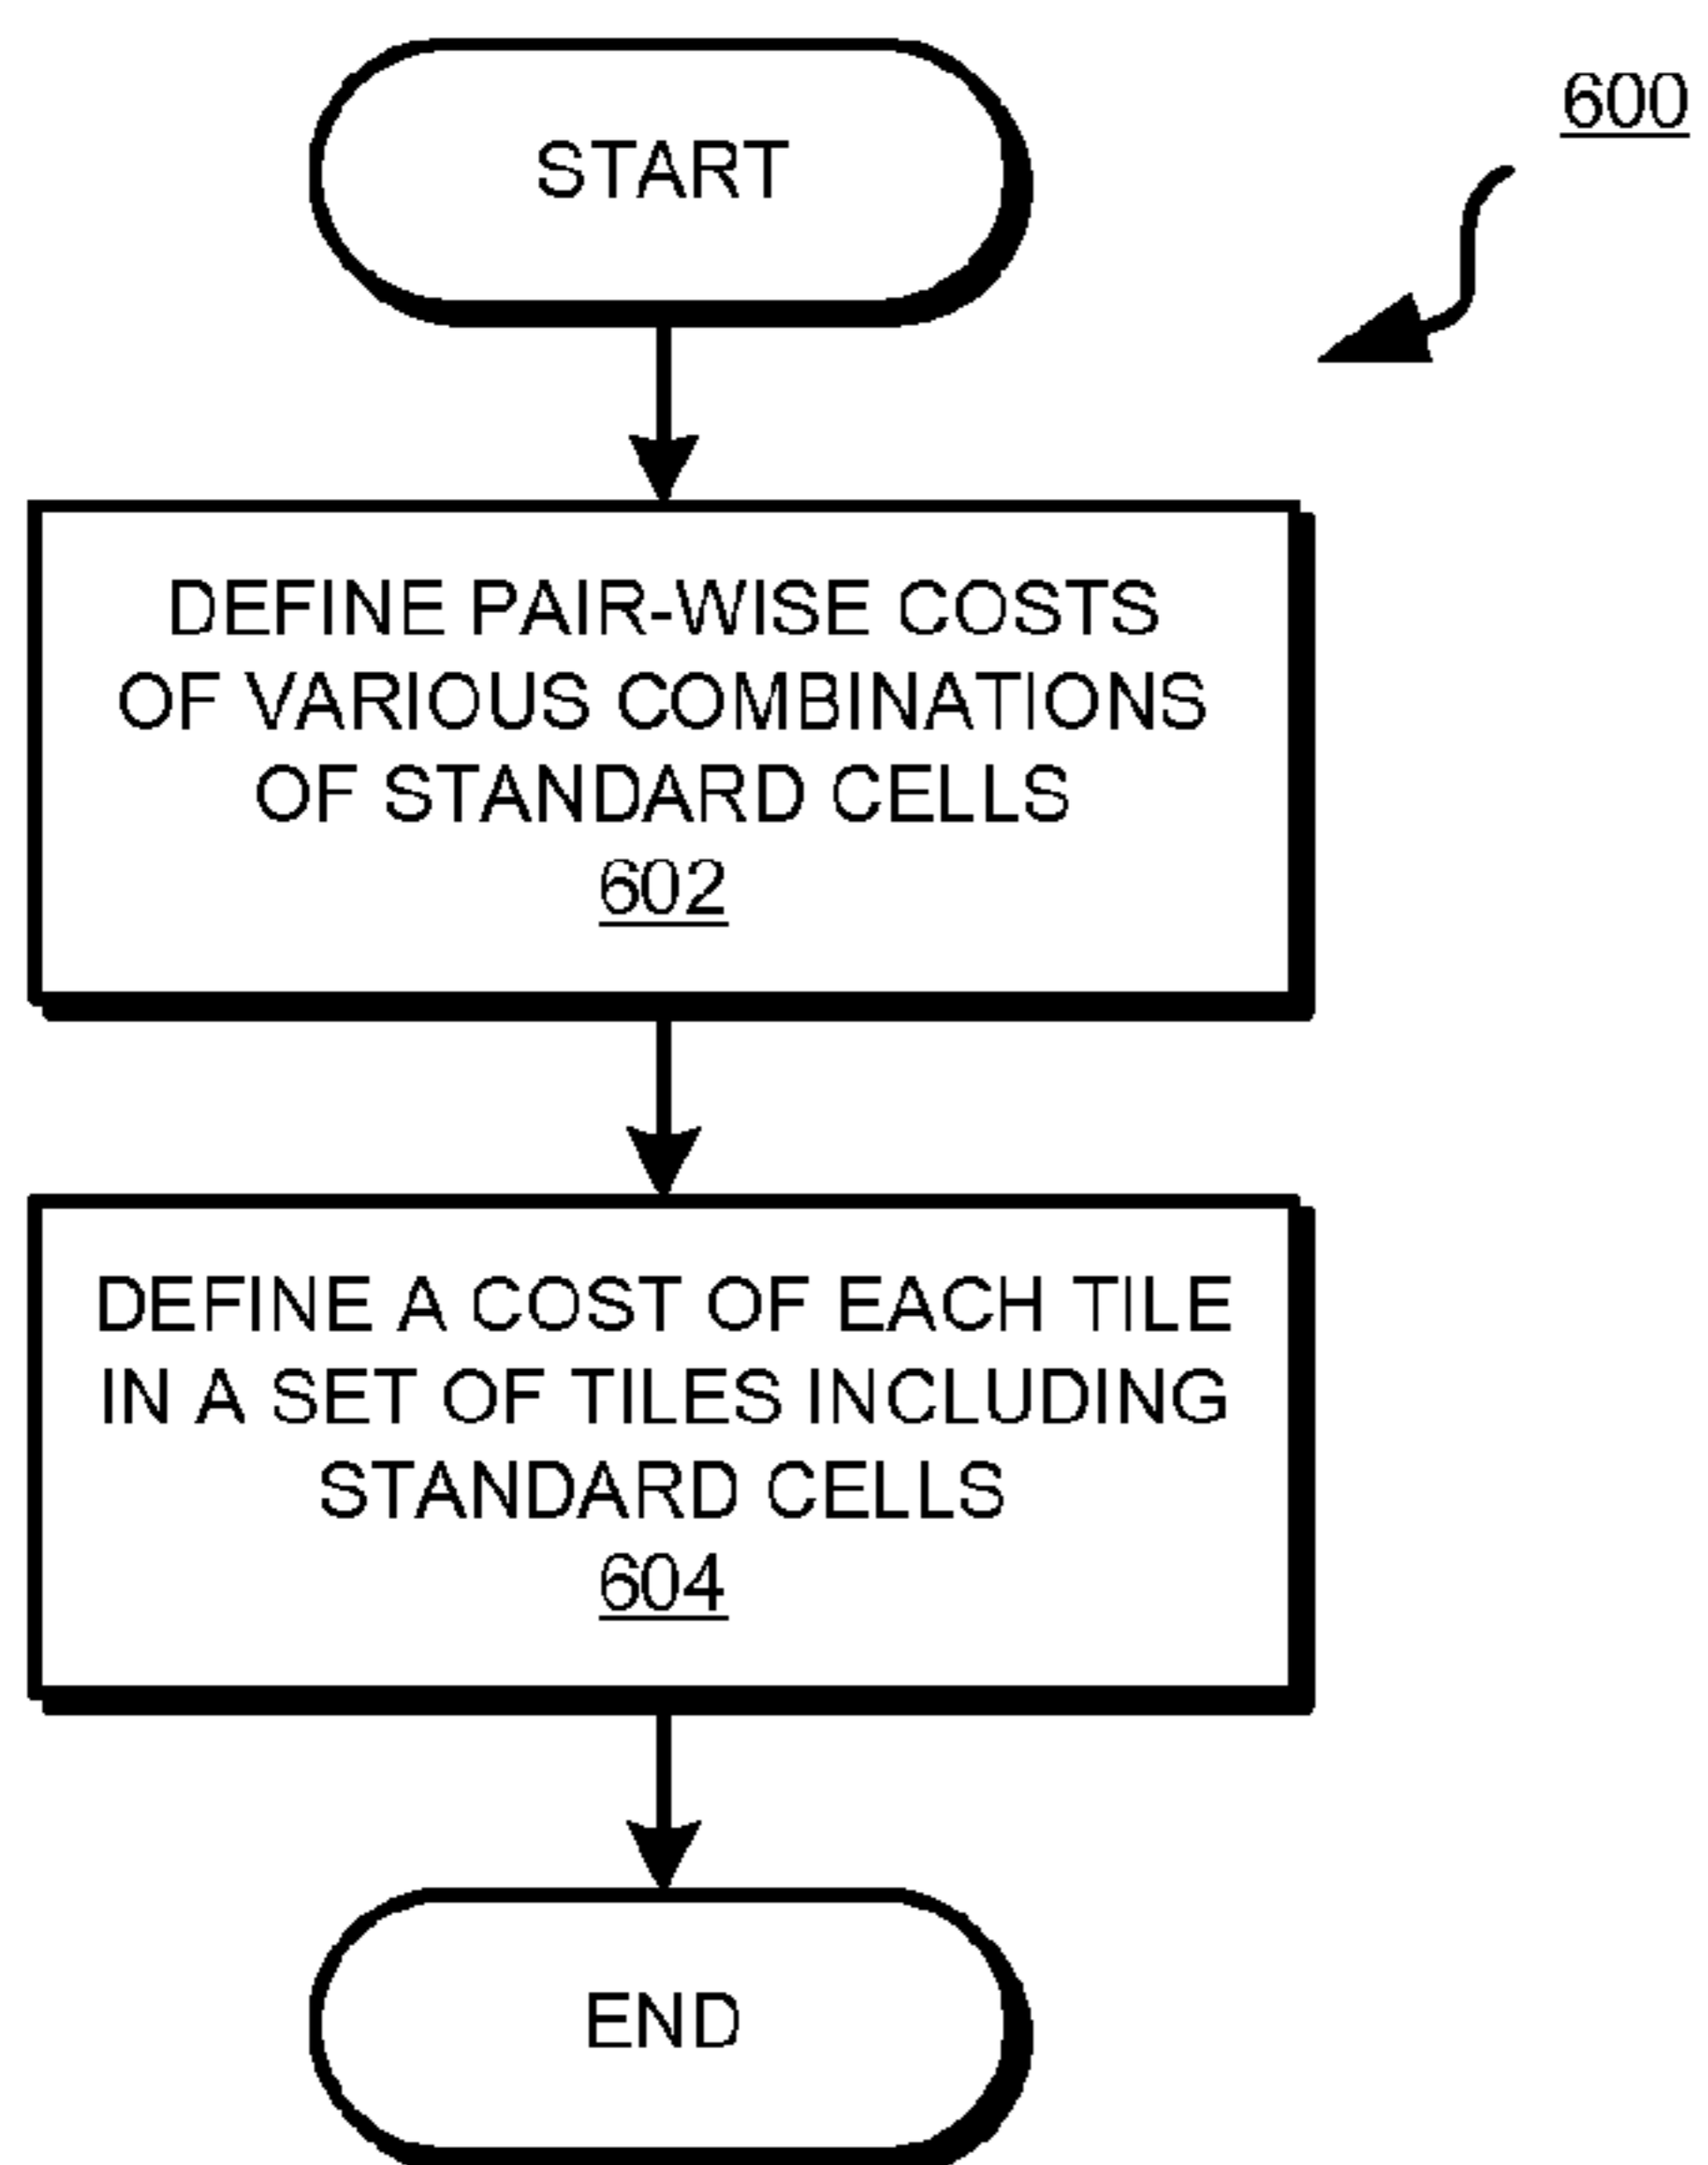 START
600
DEFINE PAIR-WISE COSTS
OF VARIOUS COMBINATIONS
OF STANDARD CELLS
602
DEFINE A COST OF EACH TILE
IN A SET OF TILES INCLUDING
STANDARD CELLS
604
END